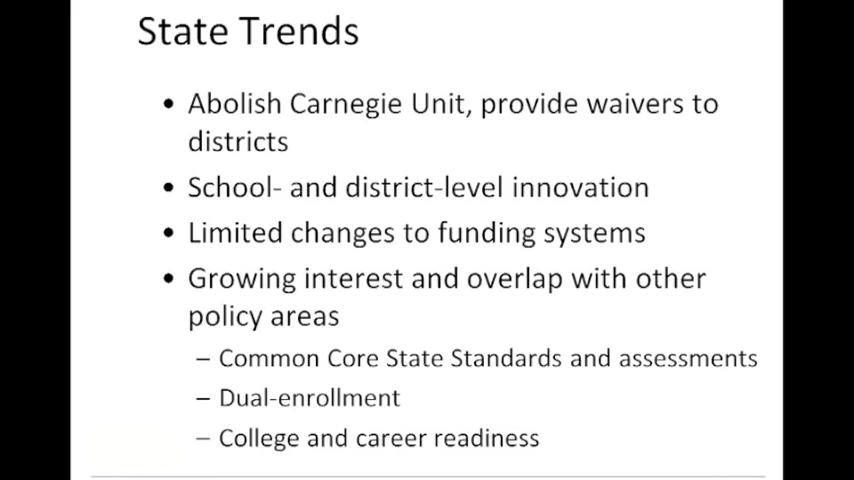 State Trends
• Abolish Carnegie Unit, provide waivers to
districts
• School- and district-level innovation
• Limited changes to funding systems
• Growing interest and overlap with other
policy areas
– Common Core State Standards and assessments
– Dual-enrollment
– College and career readiness